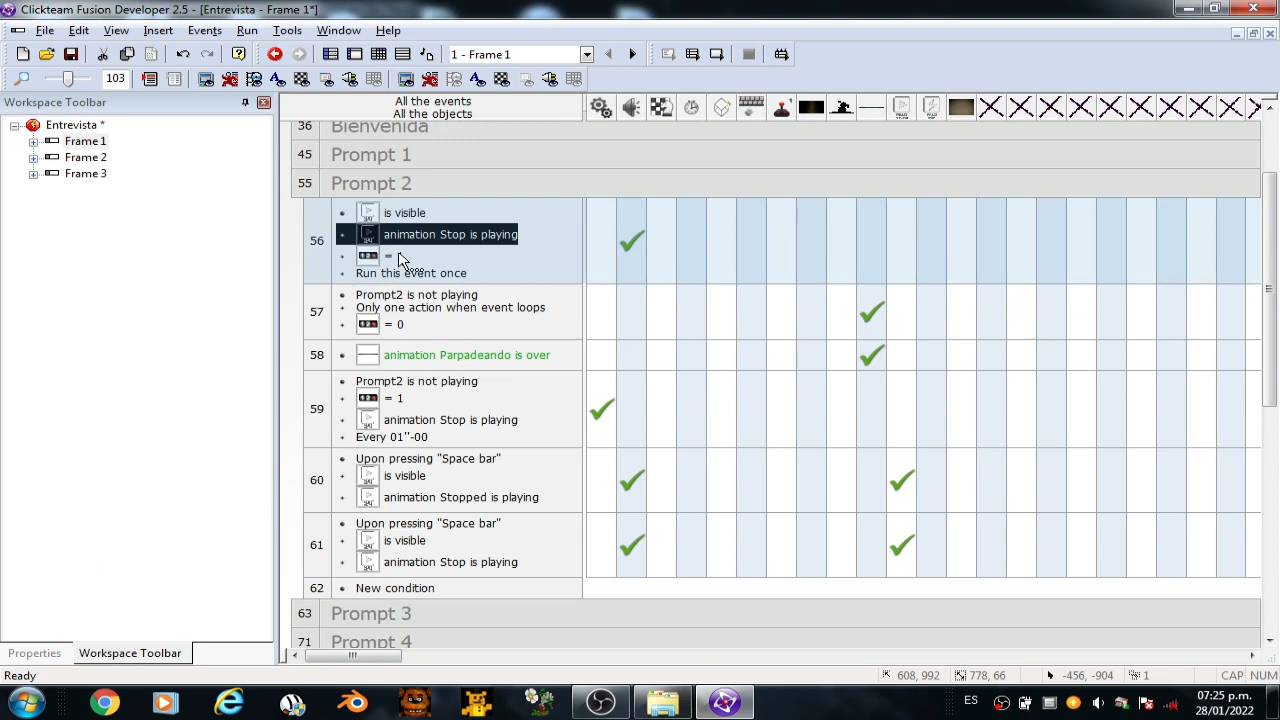 Clickteam Fusion Developer 2.5 - [Entrevista - Frame 1*]
File Edit View Insert Events Run Tools Window Help
1 - Frame 1
103
Workspace Toolbar
Entrevista *
Frame 1
Frame 2
Frame 3
Properties Workspace Toolbar
All the events
All the objects
36 Bienvenida
45 Prompt 1
55 Prompt 2
56
is visible
animation Stop is playing
=
Run this event once
57
Prompt2 is not playing
Only one action when event loops
= 0
58 animation Parpadeando is over
59
Prompt2 is not playing
= 1
animation Stop is playing
Every 01''-00
60
Upon pressing "Space bar"
is visible
animation Stopped is playing
61
Upon pressing "Space bar"
is visible
animation Stop is playing
62 New condition
63 Prompt 3
71 Prompt 4
Ready
608, 992 778, 66 -456, -904 1 CAP NUM
ES
07:25 p.m.
28/01/2022